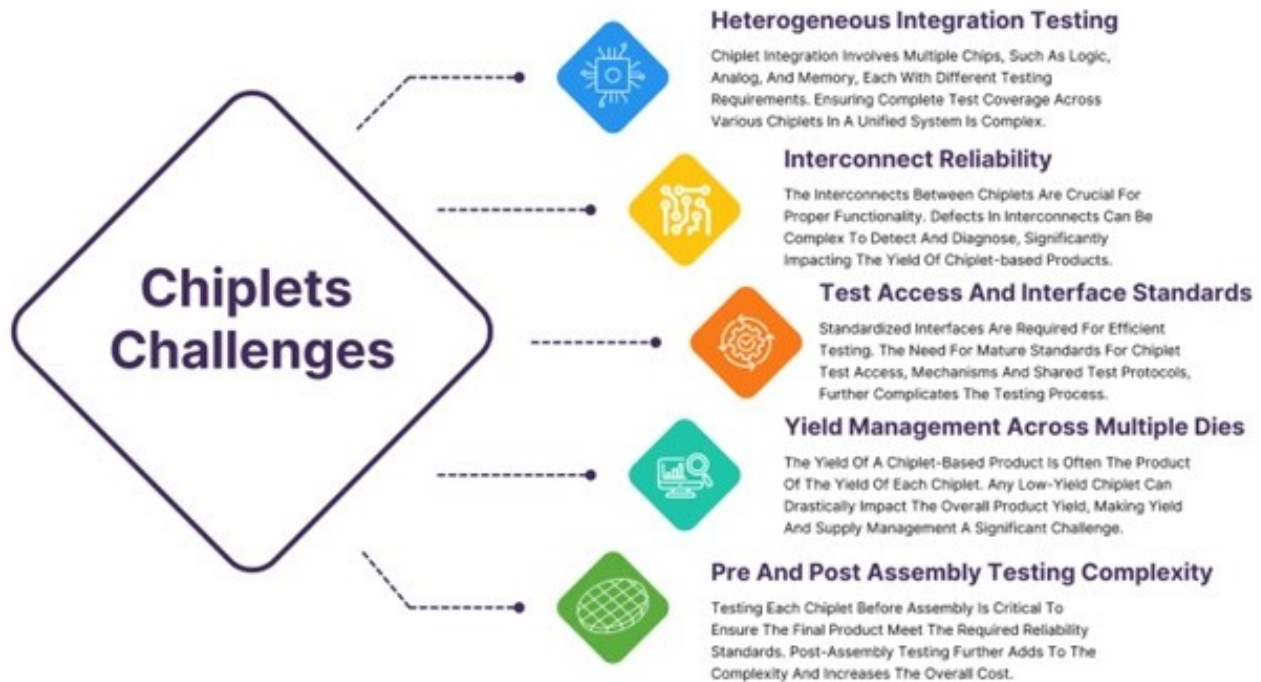 Chiplets
Challenges
Heterogeneous Integration Testing
Chiplet Integration Involves Multiple Chips, Such As Logic,
Analog, And Memory, Each With Different Testing
Requirements. Ensuring Complete Test Coverage Across
Various Chiplets In A Unified System Is Complex.
Interconnect Reliability
The Interconnects Between Chiplets Are Crucial For
Proper Functionality. Defects In Interconnects Can Be
Complex To Detect And Diagnose, Significantly
Impacting The Yield Of Chiplet-based Products.
Test Access And Interface Standards
Standardized Interfaces Are Required For Efficient
Testing. The Need For Mature Standards For Chiplet
Test Access, Mechanisms And Shared Test Protocols,
Further Complicates The Testing Process.
Yield Management Across Multiple Dies
The Yield Of A Chiplet-Based Product Is Often The Product
Of The Yield Of Each Chiplet. Any Low-Yield Chiplet Can
Drastically Impact The Overall Product Yield, Making Yield
And Supply Management A Significant Challenge.
Pre And Post Assembly Testing Complexity
Testing Each Chiplet Before Assembly Is Critical To
Ensure The Final Product Meet The Required Reliability
Standards. Post-Assembly Testing Further Adds To The
Complexity And Increases The Overall Cost.